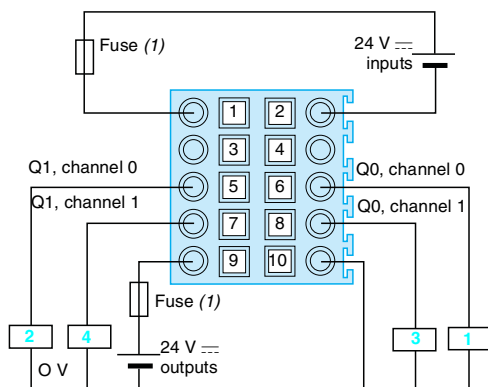 Fuse (1)
24 V
inputs
1 2
3 4
Q1, channel 0
Q0, channel 0
5 6
Q1, channel 1
Q0, channel 1
7 8
9 10
Fuse (1)
2 4
3 1
O V
24 V
outputs